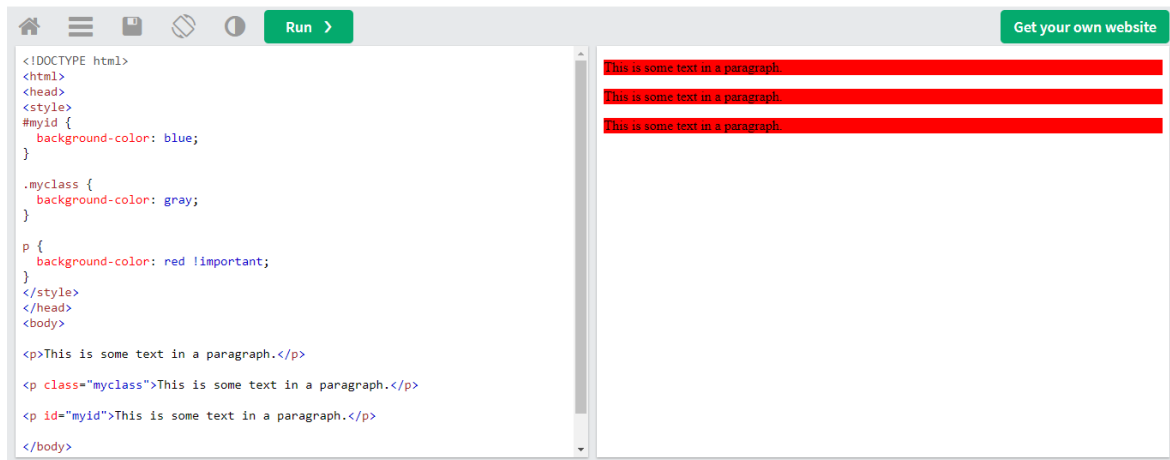 Run ❯
Get your own website
<!DOCTYPE html>
<html>
<head>
<style>
#myid {
  background-color: blue;
}
.myclass {
  background-color: gray;
}
p {
  background-color: red !important;
}
</style>
</head>
<body>
<p>This is some text in a paragraph.</p>
<p class="myclass">This is some text in a paragraph.</p>
<p id="myid">This is some text in a paragraph.</p>
</body>
This is some text in a paragraph.
This is some text in a paragraph.
This is some text in a paragraph.